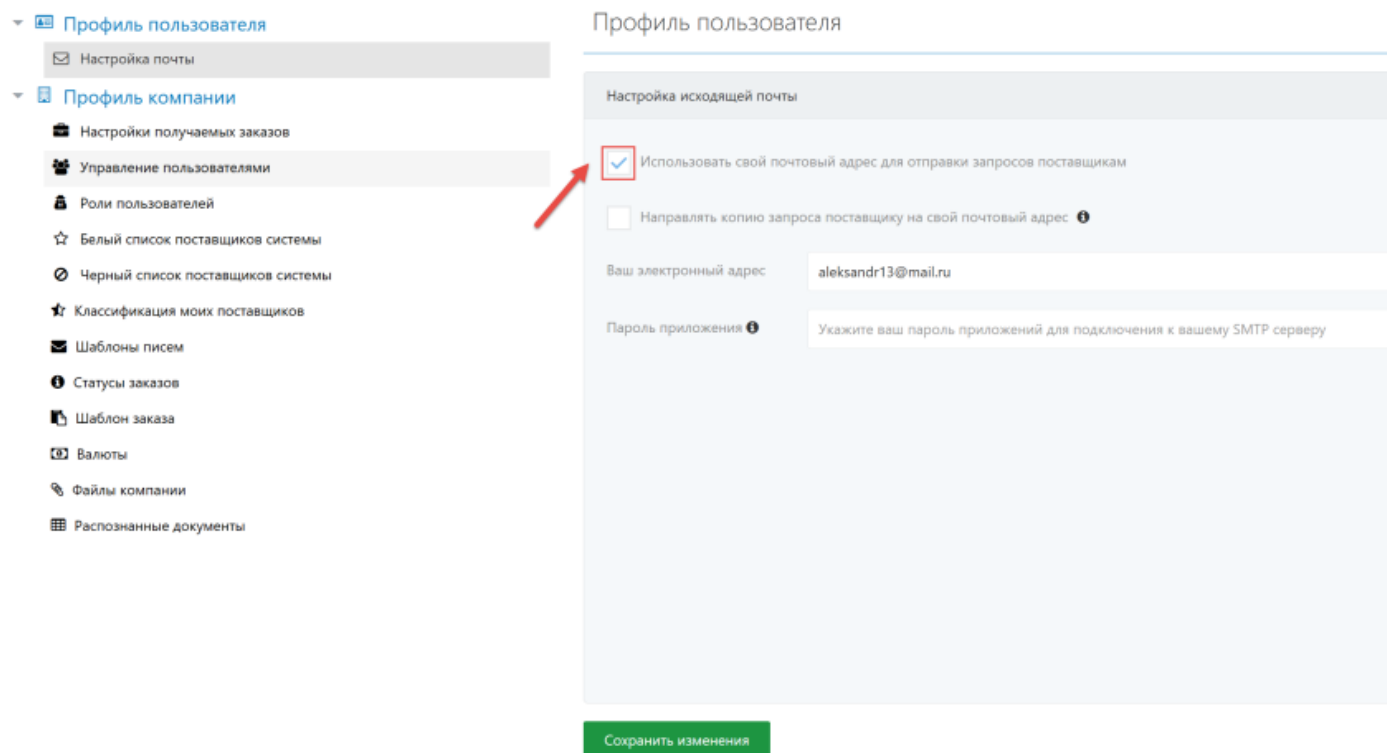 Профиль пользователя
Настройка почты
Профиль компании
Настройки получаемых заказов
Управление пользователями
Роли пользователей
Белый список поставщиков системы
Черный список поставщиков системы
Классификация моих поставщиков
Шаблоны писем
Статусы заказов
Шаблон заказа
Валюты
Файлы компании
Распознанные документы
Профиль пользователя
Настройка исходящей почты
Использовать свой почтовый адрес для отправки запросов поставщикам
Направлять копию запроса поставщику на свой почтовый адрес
Ваш электронный адрес aleksandr13@mail.ru
Пароль приложения Укажите ваш пароль приложений для подключения к вашему SMTP серверу
Сохранить изменения